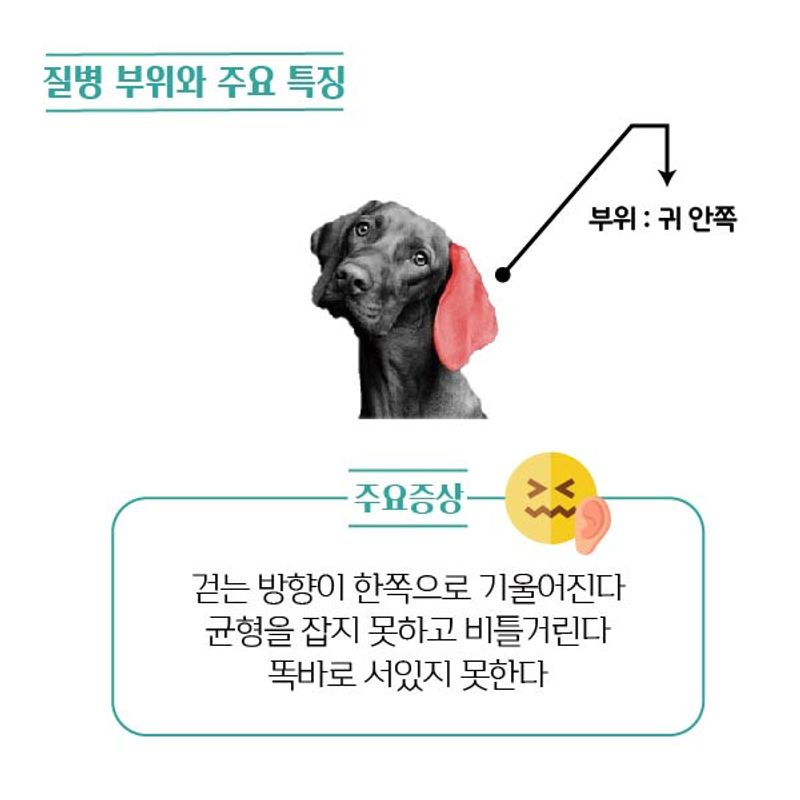 질병 부위와 주요 특징
부위 : 귀 안쪽
주요증상
걷는 방향이 한쪽으로 기울어진다
균형을 잡지 못하고 비틀거린다
똑바로 서있지 못한다